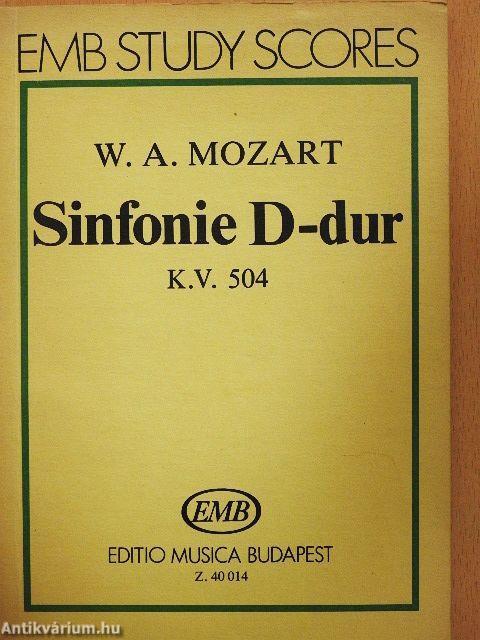 EMB STUDY SCORES
W. A. MOZART
Sinfonie D-dur
K.V. 504
EMB
EDITIO MUSICA BUDAPEST
Z. 40 014
Antikvárium.hu